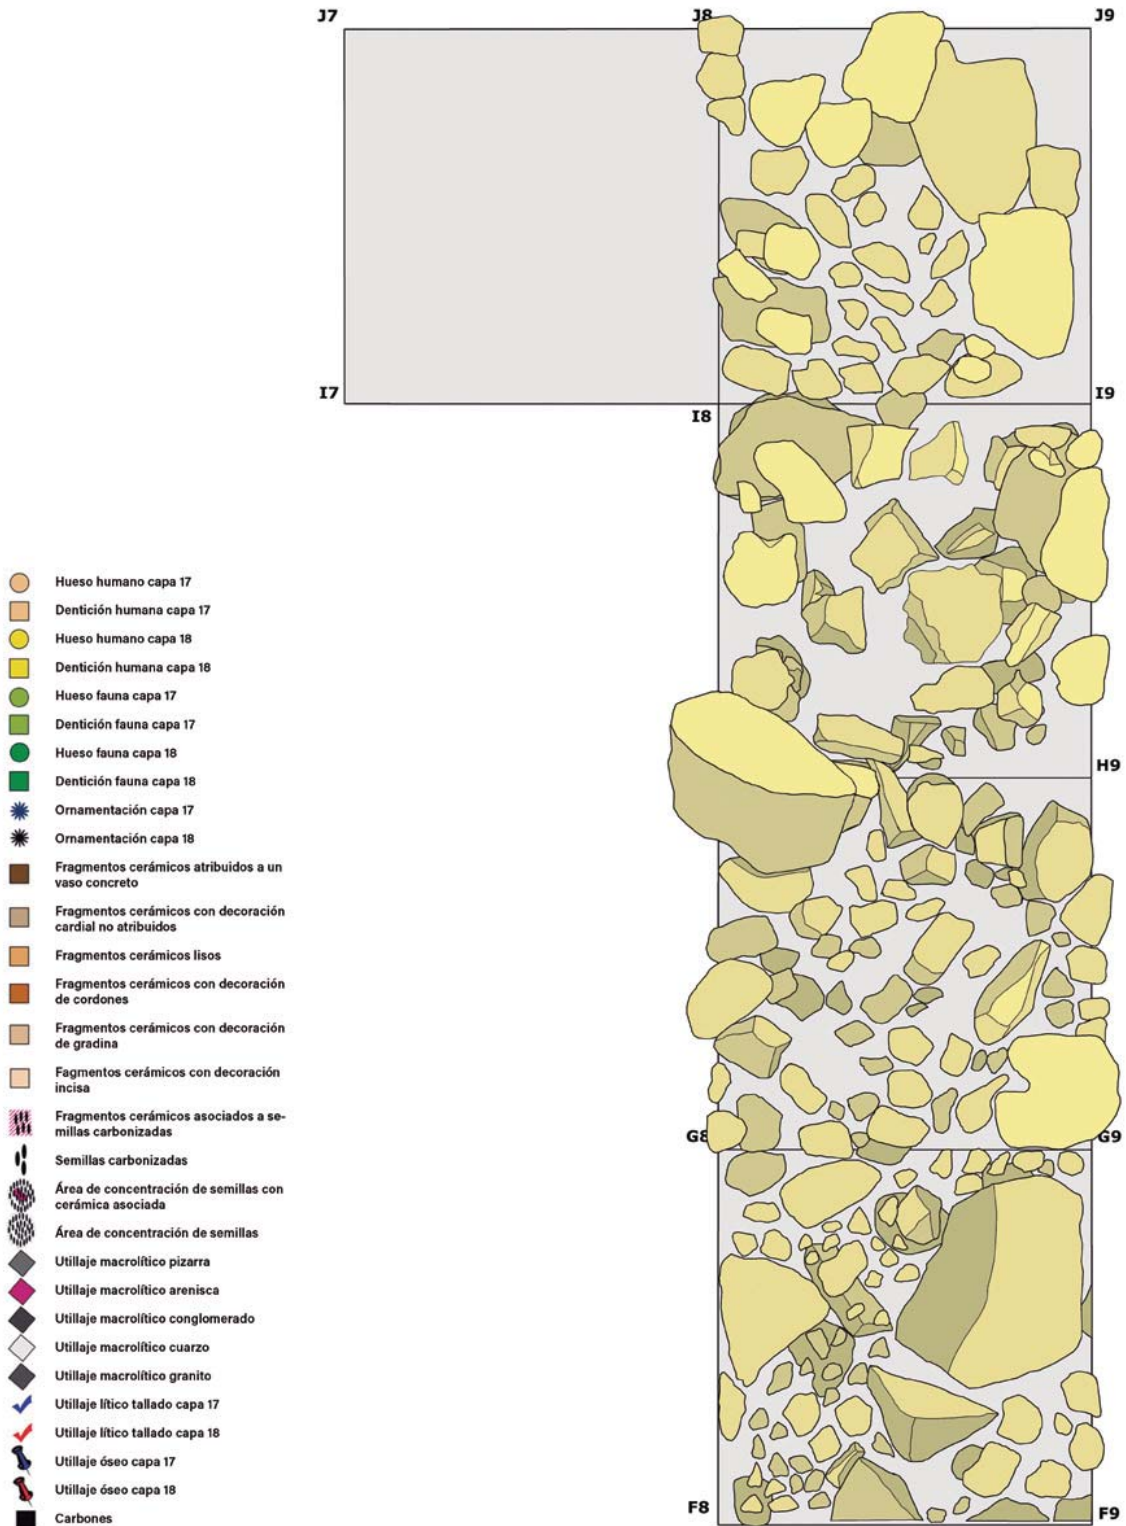 J7 J8 J9
I7 I9
I8
Hueso humano capa 17
Dentición humana capa 17
Hueso humano capa 18
Dentición humana capa 18
Hueso fauna capa 17
Dentición fauna capa 17
Hueso fauna capa 18
Dentición fauna capa 18
Ornamentación capa 17
Ornamentación capa 18
Fragmentos cerámicos atribuidos a un
vaso concreto
Fragmentos cerámicos con decoración
cardial no atribuidos
Fragmentos cerámicos lisos
Fragmentos cerámicos con decoración
de cordones
Fragmentos cerámicos con decoración
de gradina
Fagmentos cerámicos con decoración
incisa
Fragmentos cerámicos asociados a se-
millas carbonizadas
Semillas carbonizadas
Área de concentración de semillas con
cerámica asociada
Área de concentración de semillas
Utillaje macrolítico pizarra
Utillaje macrolítico arenisca
Utillaje macrolítico conglomerado
Utillaje macrolítico cuarzo
Utillaje macrolítico granito
Utillaje lítico tallado capa 17
Utillaje lítico tallado capa 18
Utillaje óseo capa 17
Utillaje óseo capa 18
Carbones
H9
G8 G9
F8 F9